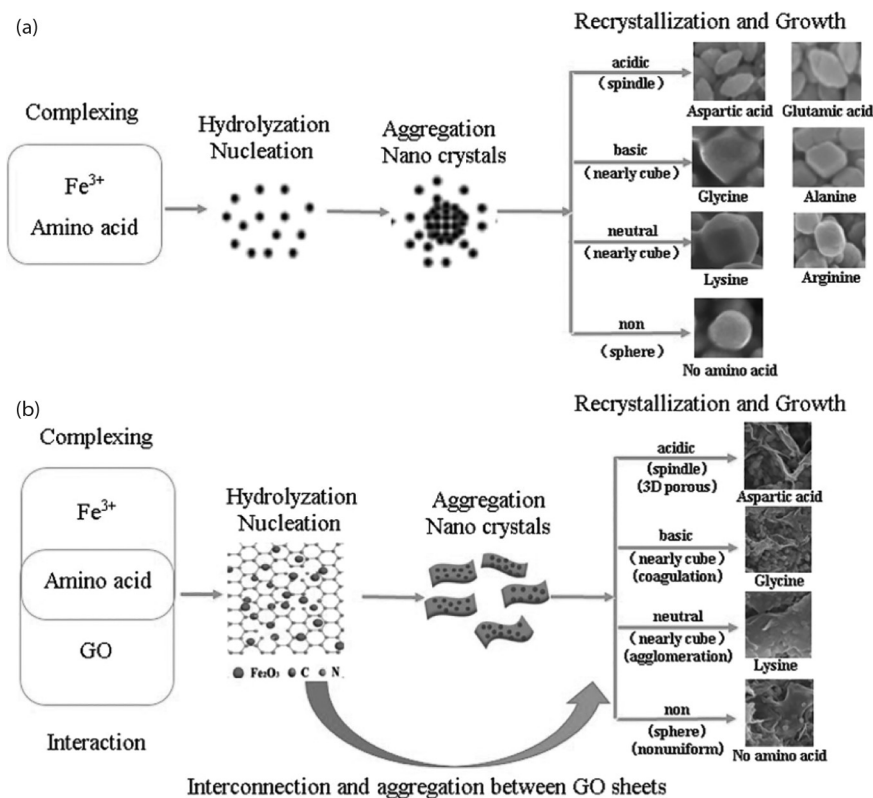 (a)
Recrystallization and Growth
Complexing
Fe³⁺
Amino acid
Hydrolyzation
Nucleation
Aggregation
Nano crystals
acidic
(spindle)
Aspartic acid Glutamic acid
basic
(nearly cube)
Glycine Alanine
neutral
(nearly cube)
Lysine Arginine
non
(sphere)
No amino acid
(b)
Recrystallization and Growth
Complexing
Fe³⁺
Amino acid
GO
Interaction
Hydrolyzation
Nucleation
Fe₂O₃ C N
Aggregation
Nano crystals
acidic
(spindle)
(3D porous)
Aspartic acid
basic
(nearly cube)
(coagulation)
Glycine
neutral
(nearly cube)
(agglomeration)
Lysine
non
(sphere)
(nonuniform)
No amino acid
Interconnection and aggregation between GO sheets